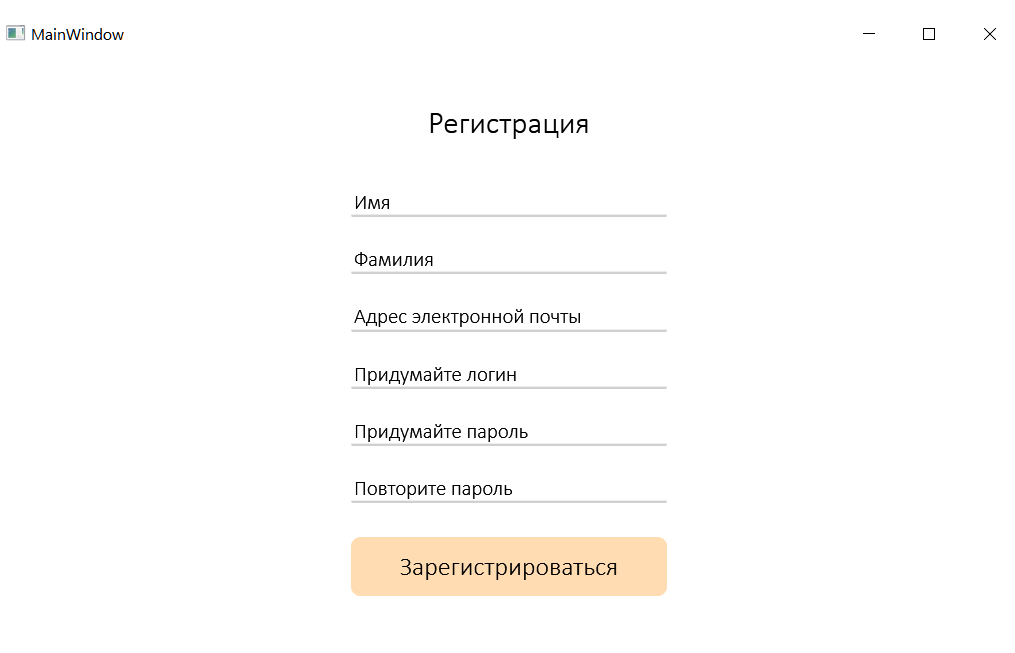 MainWindow
Регистрация
Имя
Фамилия
Адрес электронной почты
Придумайте логин
Придумайте пароль
Повторите пароль
Зарегистрироваться